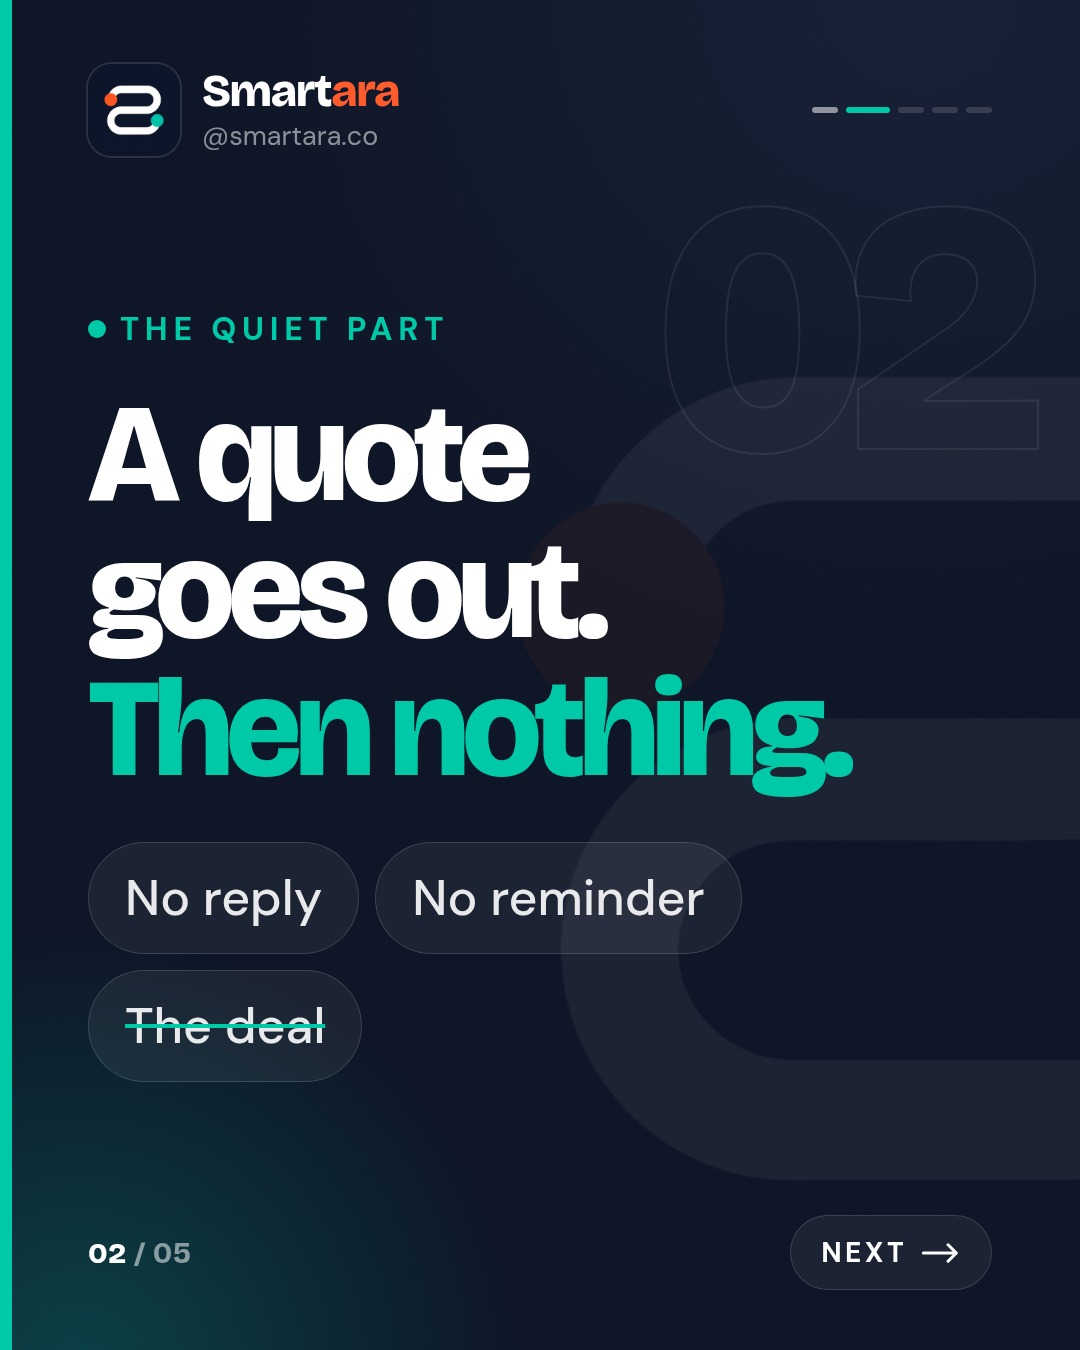 Smartara
@smartara.co
02
THE QUIET PART
A quote
goes out.
Then nothing.
No reply
No reminder
The deal
02 / 05
NEXT →